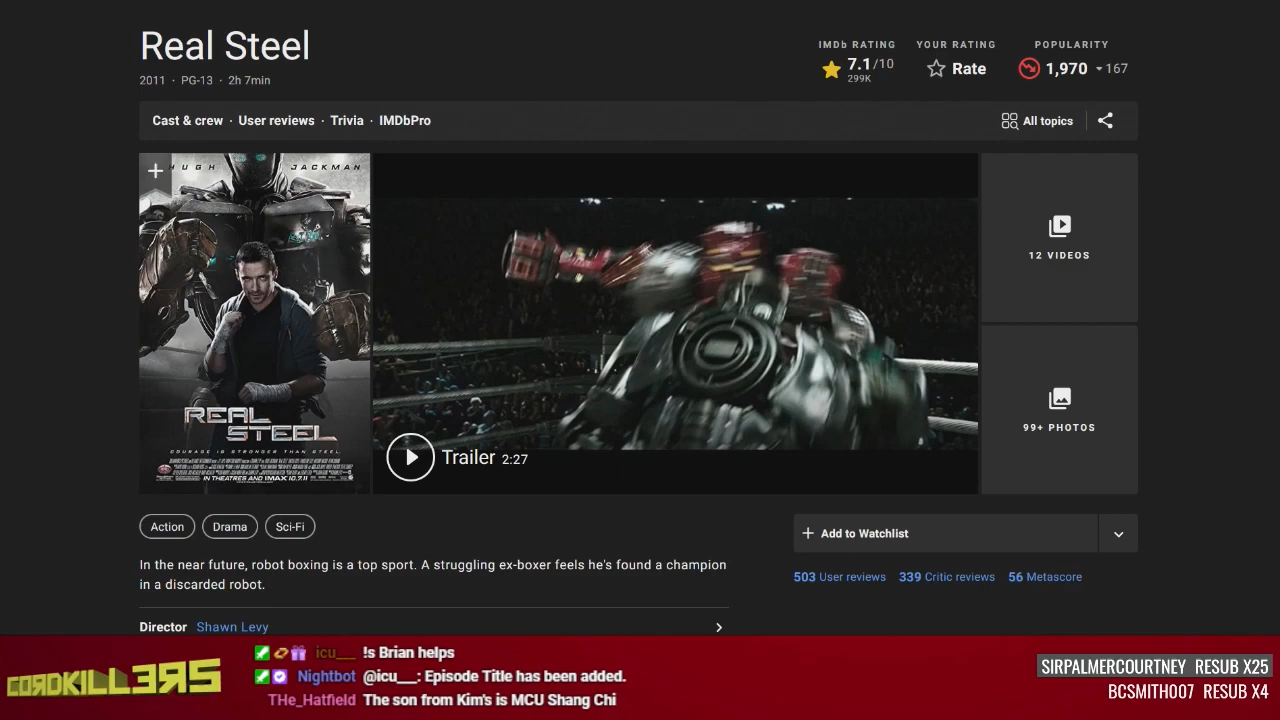 Real Steel
2011 · PG-13 · 2h 7min
IMDb RATING
7.1/10
299K
YOUR RATING
Rate
POPULARITY
1,970
167
Cast & crew · User reviews · Trivia · IMDbPro
All topics
HUGH JACKMAN
REAL
STEEL
COURAGE IS STRONGER THAN STEEL.
IN THEATRES AND IMAX 10.7.11
Trailer 2:27
12 VIDEOS
99+ PHOTOS
Action
Drama
Sci-Fi
+ Add to Watchlist
In the near future, robot boxing is a top sport. A struggling ex-boxer feels he's found a champion
in a discarded robot.
503 User reviews 339 Critic reviews 56 Metascore
Director Shawn Levy
CORDKILLERS
icu__ !s Brian helps
Nightbot @icu__: Episode Title has been added.
THe_Hatfield The son from Kim's is MCU Shang Chi
SIRPALMERCOURTNEY RESUB X25
BCSMITH007 RESUB X4